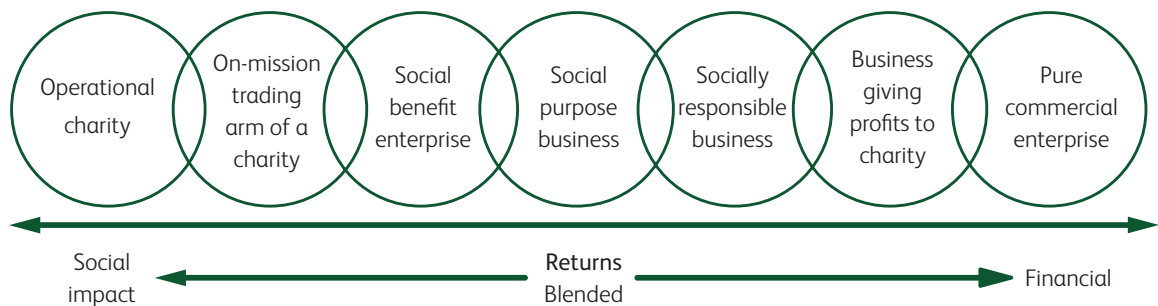 Operational
charity
On-mission
trading
arm of a
charity
Social
benefit
enterprise
Social
purpose
business
Socially
responsible
business
Business
giving
profits to
charity
Pure
commercial
enterprise
Social
impact
Returns
Blended
Financial